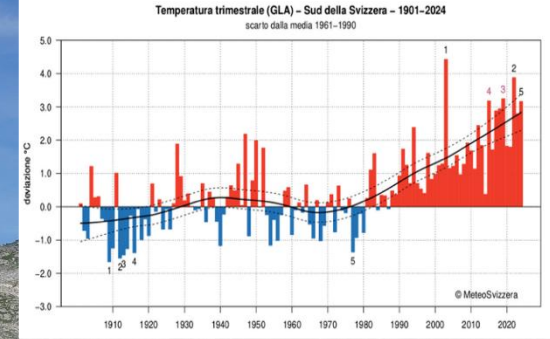 Temperatura trimestrale (GLA) – Sud della Svizzera – 1901–2024
scarto dalla media 1961–1990
deviazione °C
5.0
4.0
3.0
2.0
1.0
0.0
−1.0
−2.0
−3.0
1
2
3
4
5
1 2 3 4
5
© MeteoSvizzera
1910 1920 1930 1940 1950 1960 1970 1980 1990 2000 2010 2020